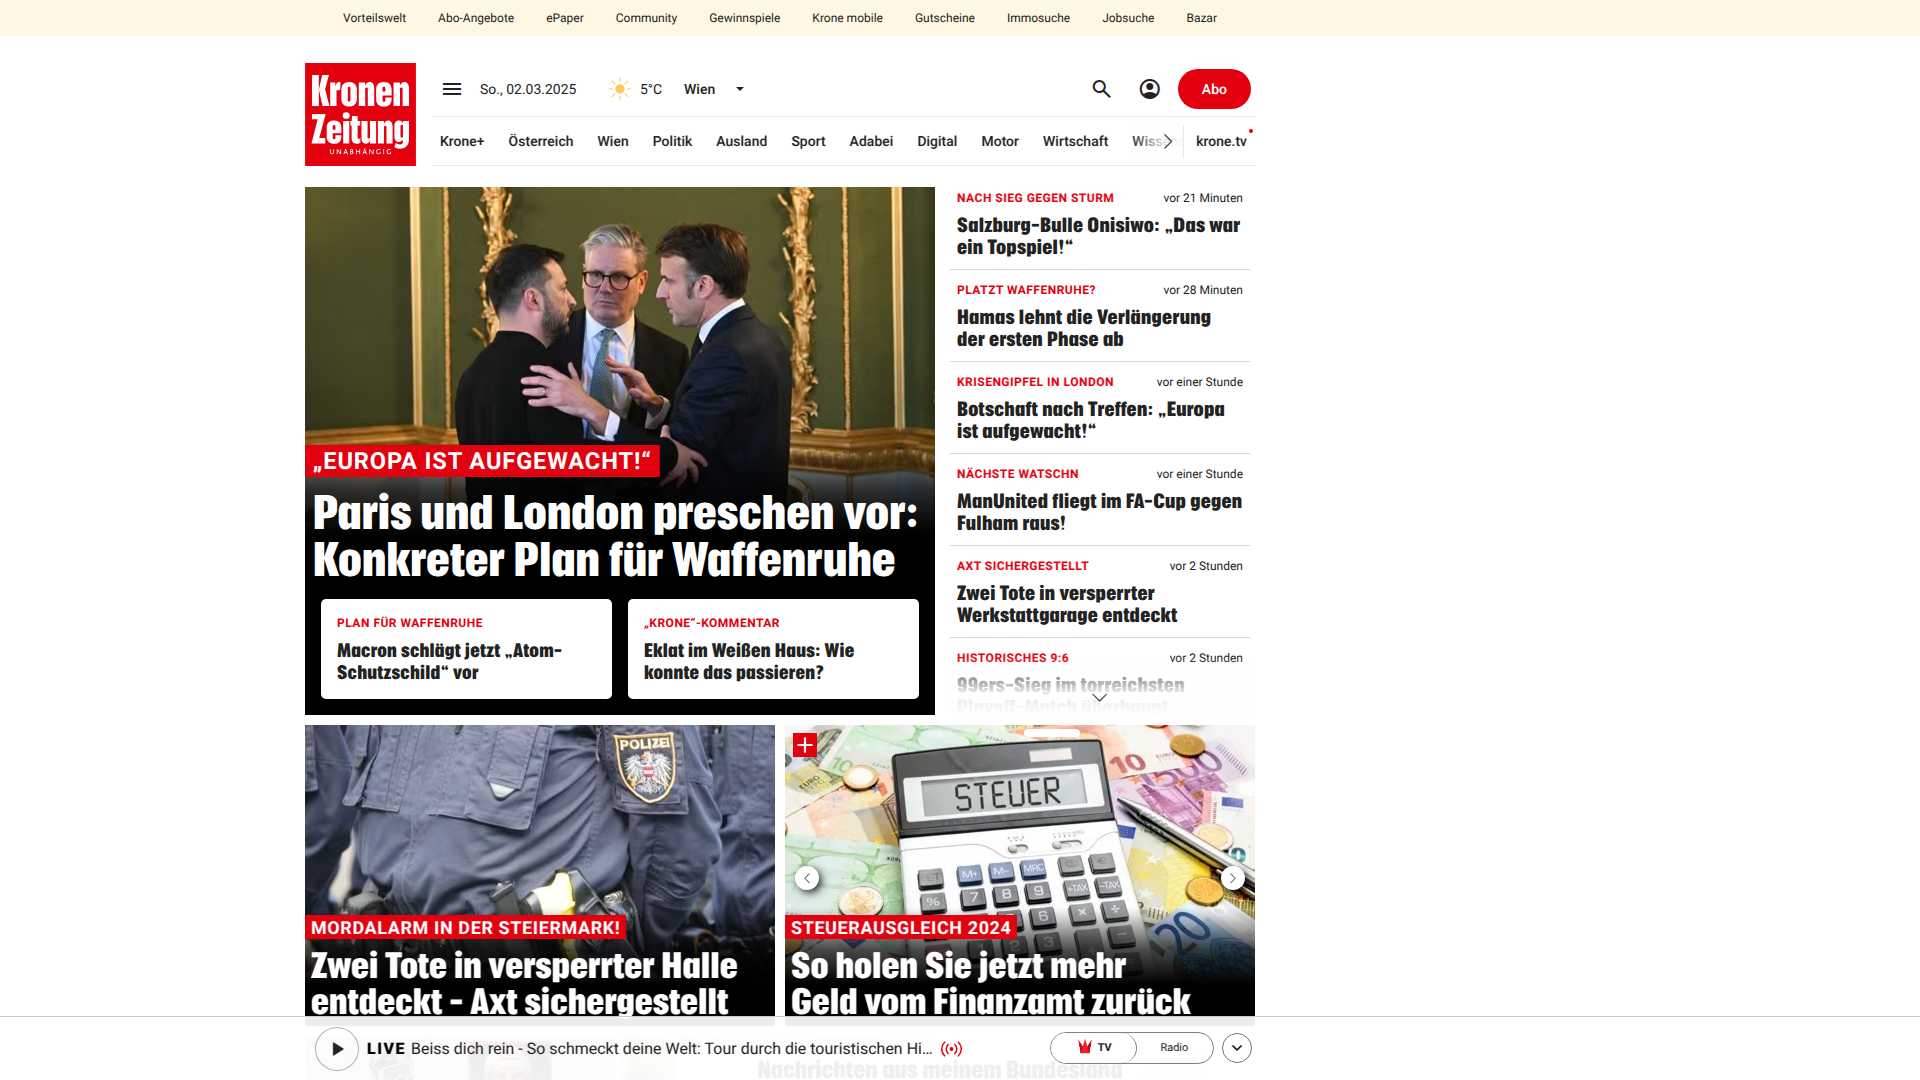 Vorteilswelt Abo-Angebote ePaper Community Gewinnspiele Krone mobile Gutscheine Immosuche Jobsuche Bazar
Kronen
Zeitung
UNABHÄNGIG
So., 02.03.2025 5°C Wien
Abo
Krone+ Österreich Wien Politik Ausland Sport Adabei Digital Motor Wirtschaft krone.tv
„EUROPA IST AUFGEWACHT!“
Paris und London preschen vor:
Konkreter Plan für Waffenruhe
PLAN FÜR WAFFENRUHE
Macron schlägt jetzt „Atom-
Schutzschild“ vor
„KRONE“-KOMMENTAR
Eklat im Weißen Haus: Wie
konnte das passieren?
NACH SIEG GEGEN STURM vor 21 Minuten
Salzburg-Bulle Onisiwo: „Das war
ein Topspiel!“
PLATZT WAFFENRUHE? vor 28 Minuten
Hamas lehnt die Verlängerung
der ersten Phase ab
KRISENGIPFEL IN LONDON vor einer Stunde
Botschaft nach Treffen: „Europa
ist aufgewacht!“
NÄCHSTE WATSCHN vor einer Stunde
ManUnited fliegt im FA-Cup gegen
Fulham raus!
AXT SICHERGESTELLT vor 2 Stunden
Zwei Tote in versperrter
Werkstattgarage entdeckt
HISTORISCHES 9:6 vor 2 Stunden
99ers-Sieg im torreichsten
Playoff-Match überhaupt
POLIZEI
MORDALARM IN DER STEIERMARK!
Zwei Tote in versperrter Halle
entdeckt - Axt sichergestellt
STEUER
STEUERAUSGLEICH 2024
So holen Sie jetzt mehr
Geld vom Finanzamt zurück
LIVE Beiss dich rein - So schmeckt deine Welt: Tour durch die touristischen Hi...
TV Radio
Nachrichten aus meinem Bundesland